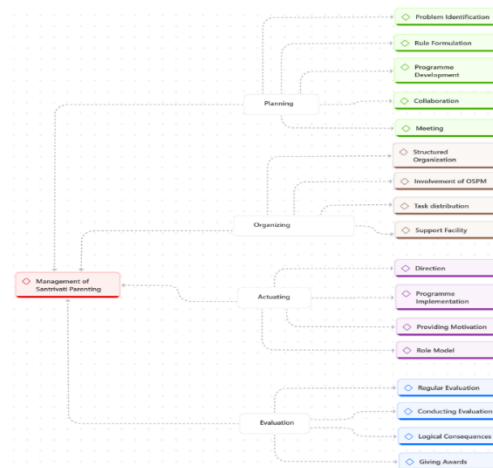 Problem Identification
Rule Formulation
Programme
Development
Planning
Collaboration
Meeting
Structured
Organization
Involvement of OSPM
Task distribution
Organizing
Support Facility
Direction
Management of
Santrivati Parenting
Actuating
Programme
Implementation
Providing Motivation
Role Model
Regular Evaluation
Conducting Evaluation
Evaluation
Logical Consequences
Giving Awards